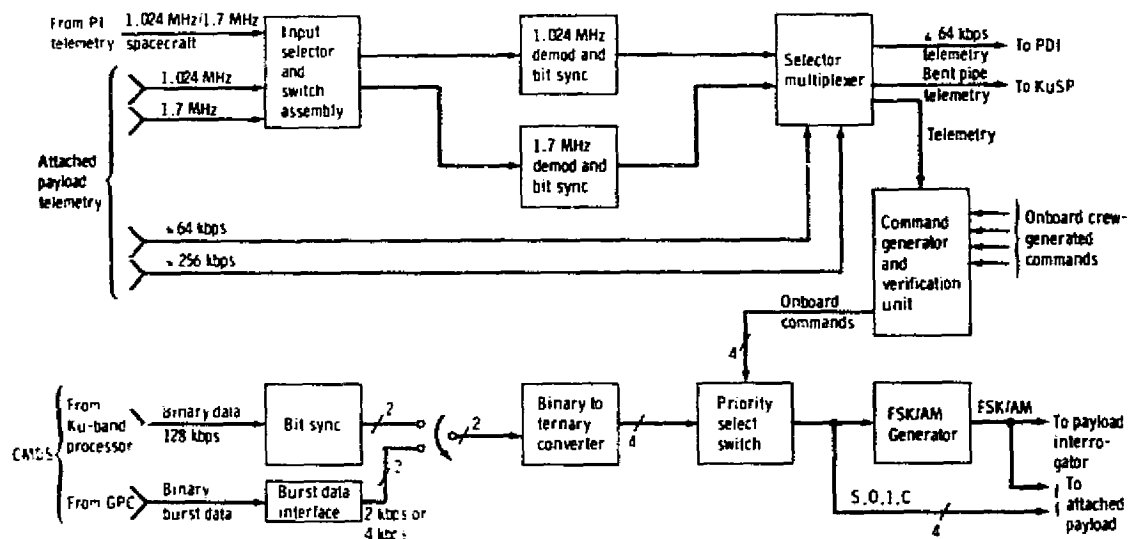 From PI
telemetry
1.024 MHz/1.7 MHz
spacecraft
Input
selector
and
switch
assembly
1.024 MHz
demod and
bit sync
Selector
multiplexer
≤ 64 kbps
telemetry
To PDI
Bent pipe
telemetry
To KuSP
1.024 MHz
1.7 MHz
1.7 MHz
demod and
bit sync
Telemetry
Attached
payload
telemetry
64 kbps
256 kbps
Command
generator
and
verification
unit
Onboard crew-
generated
commands
Onboard
commands
4
CMDS
From
Ku-band
processor
Binary data
128 kbps
Bit sync
2
2
Binary to
ternary
converter
4
Priority
select
switch
FSK/AM
Generator
FSK/AM
To payload
interro-
gator
From GPC
Binary
burst data
Burst data
interface
2
2 kbps or
4 kbps
S,0,1,C
4
To
attached
payload